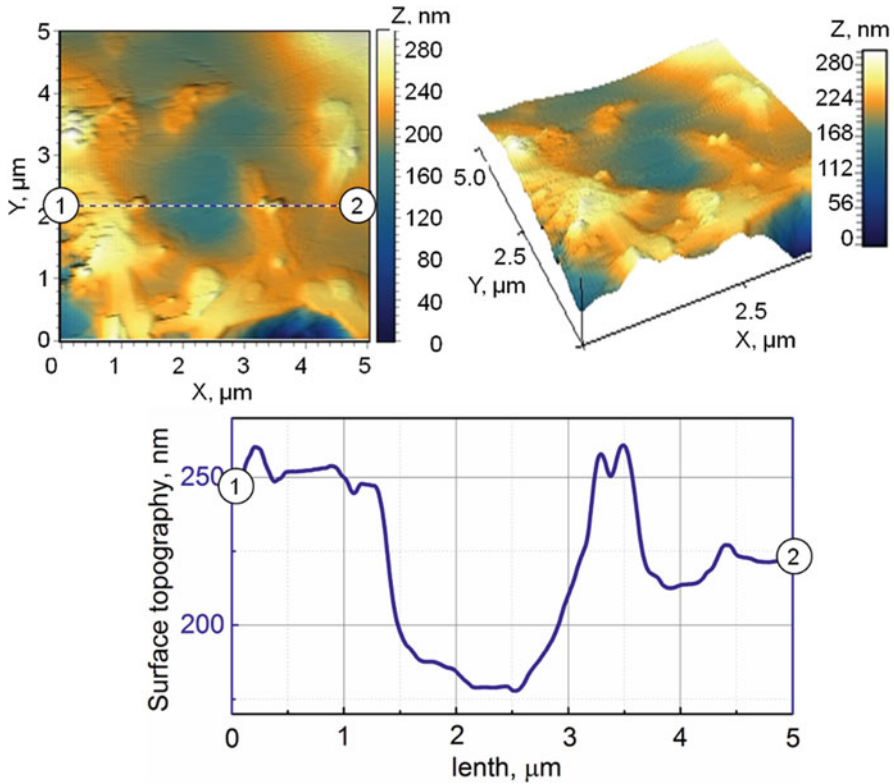 Z, nm
280
240
200
160
120
80
40
0
5
4
3
2
1
0
Y, µm
1
2
0 1 2 3 4 5
X, µm
Z, nm
280
224
168
112
56
0
5.0
2.5
Y, µm
2.5
X, µm
Surface topography, nm
250
200
1
2
0 1 2 3 4 5
lenth, µm